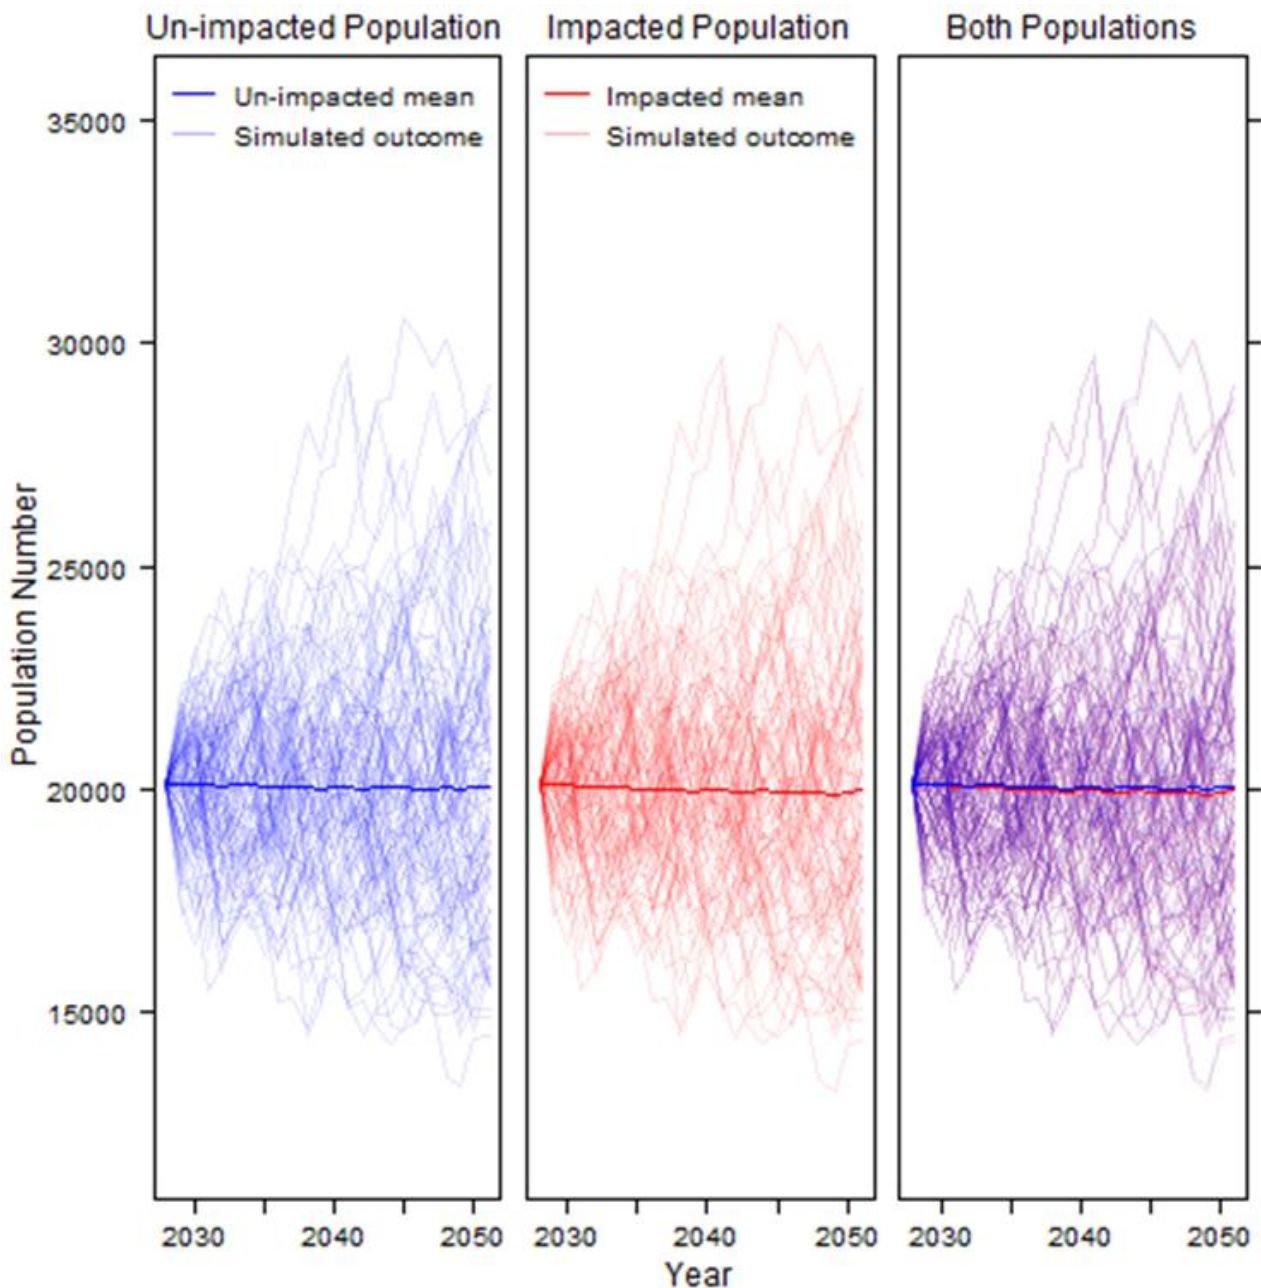 Un-impacted Population Impacted Population Both Populations
Un-impacted mean
Simulated outcome
Impacted mean
Simulated outcome
Population Number
35000
30000
25000
20000
15000
2030 2040 2050 2030 2040 2050 2030 2040 2050
Year